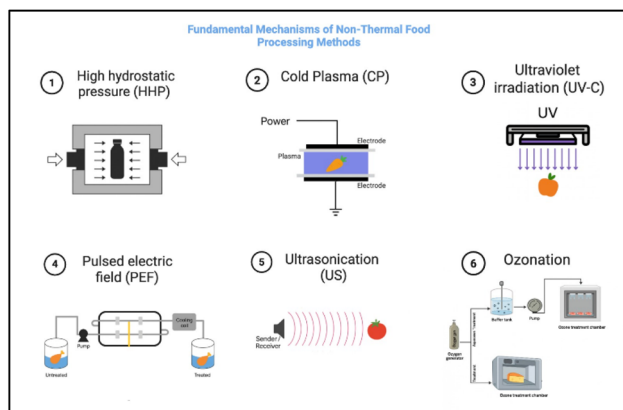 Fundamental Mechanisms of Non-Thermal Food
Processing Methods
1
High hydrostatic
pressure (HHP)
2
Cold Plasma (CP)
Power
Electrode
Plasma
Electrode
3
Ultraviolet
irradiation (UV-C)
UV
4
Pulsed electric
field (PEF)
Pump
Cooling
coil
Untreated
Treated
5
Ultrasonication
(US)
Sender/
Receiver
6
Ozonation
Buffer tank
Pump
Ozone treatment chamber
Oxygen
generator
Treatment
Ozone treatment chamber